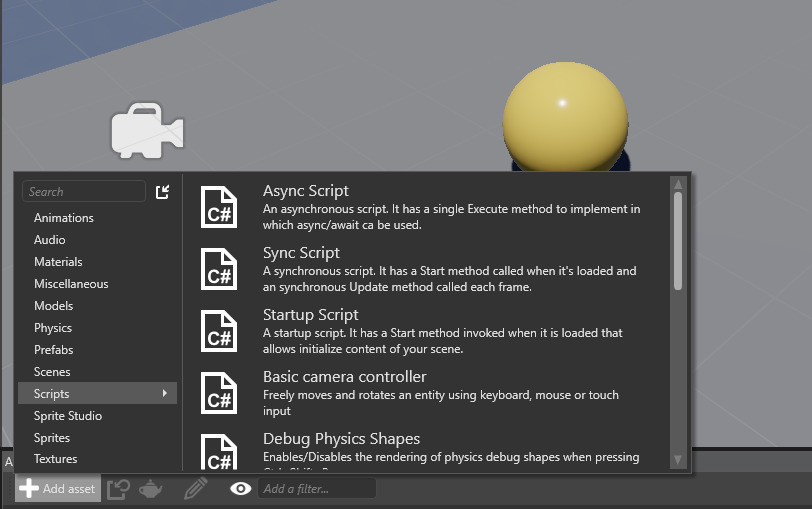 Search
Animations
Audio
Materials
Miscellaneous
Models
Physics
Prefabs
Scenes
Scripts
Sprite Studio
Sprites
Textures
C#
Async Script
An asynchronous script. It has a single Execute method to implement in
which async/await ca be used.
C#
Sync Script
A synchronous script. It has a Start method called when it's loaded and
an synchronous Update method called each frame.
C#
Startup Script
A startup script. It has a Start method invoked when it is loaded that
allows initialize content of your scene.
C#
Basic camera controller
Freely moves and rotates an entity using keyboard, mouse or touch
input
C#
Debug Physics Shapes
Enables/Disables the rendering of physics debug shapes when pressing
A
Add asset
Add a filter...